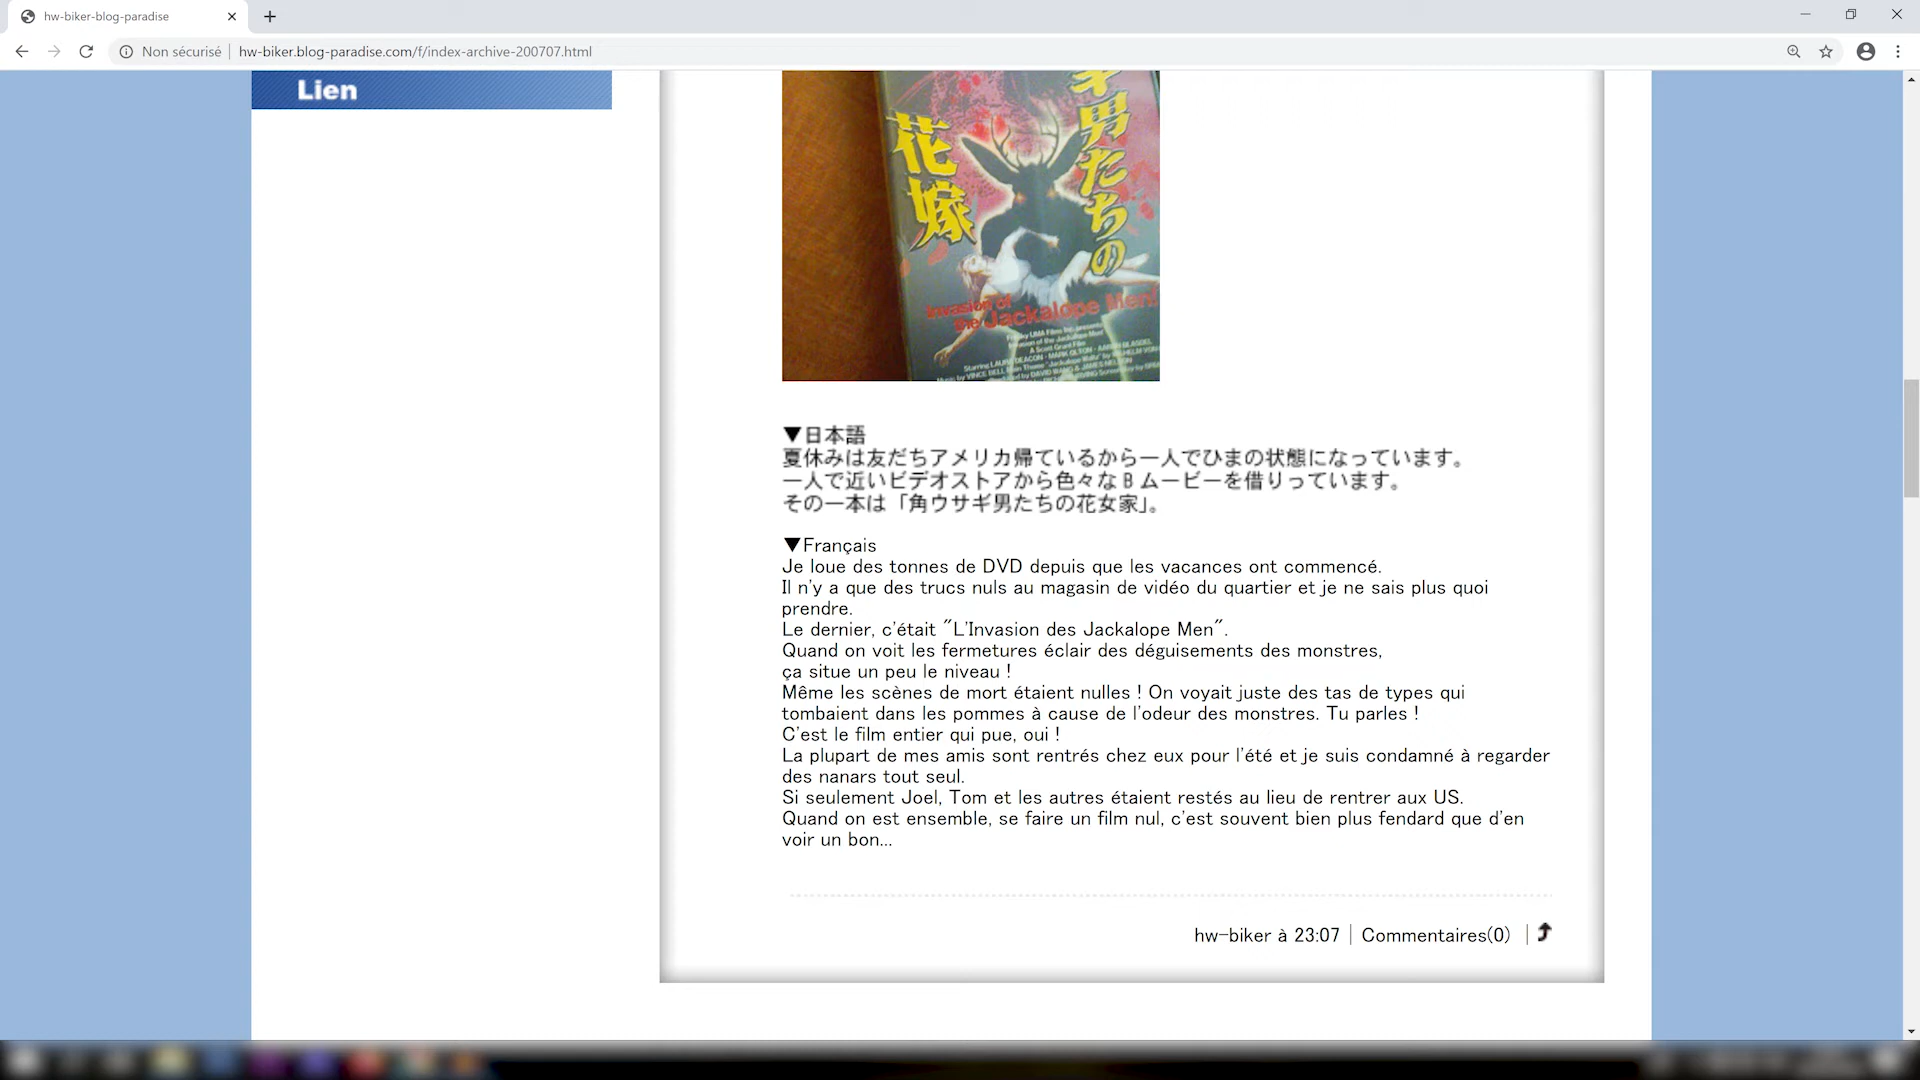 hw-biker-blog-paradise
Non sécurisé
hw-biker.blog-paradise.com/f/index-archive-200707.html
Lien
男たちの
花嫁
Invasion of
the Jackalope Men!
Invasion of the Jackalope Men!
A Scott Grant Film
▼日本語
夏休みは友だちアメリカ帰ているから一人でひまの状態になっています。
一人で近いビデオストアから色々なBムービーを借りっています。
その一本は「角ウサギ男たちの花女家」。
▼Français
Je loue des tonnes de DVD depuis que les vacances ont commencé.
Il n'y a que des trucs nuls au magasin de vidéo du quartier et je ne sais plus quoi
prendre.
Le dernier, c'était "L'Invasion des Jackalope Men".
Quand on voit les fermetures éclair des déguisements des monstres,
ça situe un peu le niveau !
Même les scènes de mort étaient nulles ! On voyait juste des tas de types qui
tombaient dans les pommes à cause de l'odeur des monstres. Tu parles !
C'est le film entier qui pue, oui !
La plupart de mes amis sont rentrés chez eux pour l'été et je suis condamné à regarder
des nanars tout seul.
Si seulement Joel, Tom et les autres étaient restés au lieu de rentrer aux US.
Quand on est ensemble, se faire un film nul, c'est souvent bien plus fendard que d'en
voir un bon...
hw-biker à 23:07
Commentaires(0)